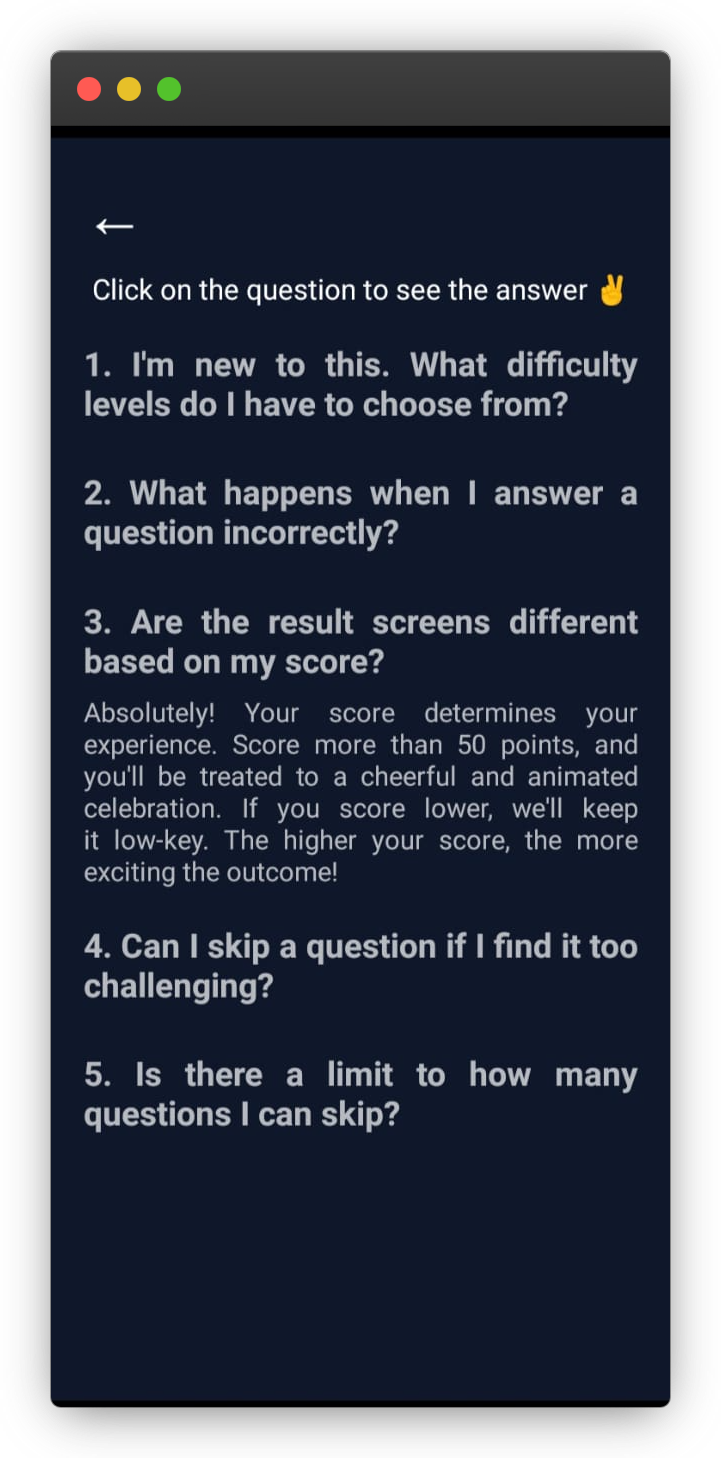 ←
Click on the question to see the answer ✌️
1. I'm new to this. What difficulty
levels do I have to choose from?
2. What happens when I answer a
question incorrectly?
3. Are the result screens different
based on my score?
Absolutely! Your score determines your
experience. Score more than 50 points, and
you'll be treated to a cheerful and animated
celebration. If you score lower, we'll keep
it low-key. The higher your score, the more
exciting the outcome!
4. Can I skip a question if I find it too
challenging?
5. Is there a limit to how many
questions I can skip?